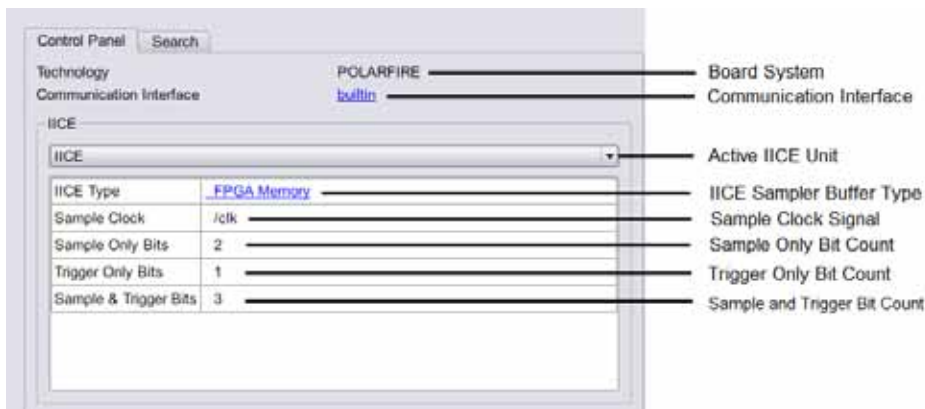 Control Panel Search
Technology POLARFIRE Board System
Communication Interface builtin Communication Interface
IICE
IICE Active IICE Unit
IICE Type FPGA Memory IICE Sampler Buffer Type
Sample Clock /clk Sample Clock Signal
Sample Only Bits 2 Sample Only Bit Count
Trigger Only Bits 1 Trigger Only Bit Count
Sample & Trigger Bits 3 Sample and Trigger Bit Count